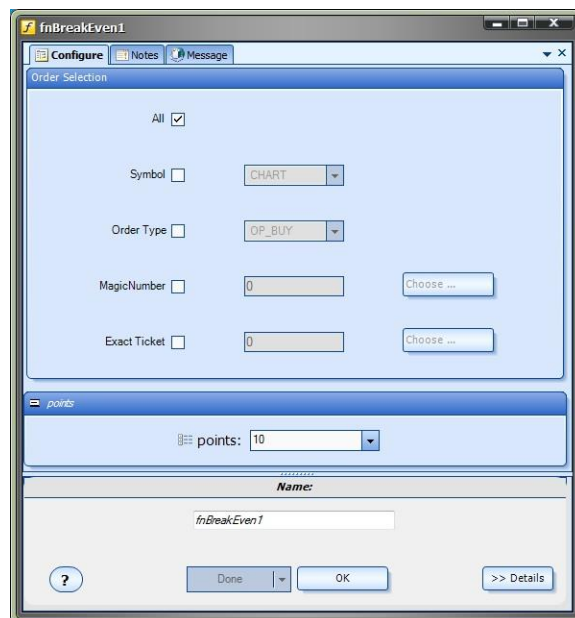 fnBreakEven1
Configure Notes Message
Order Selection
All
Symbol CHART
Order Type OP_BUY
MagicNumber 0 Choose ...
Exact Ticket 0 Choose ...
points
points: 10
Name:
fnBreakEven1
? Done OK >> Details